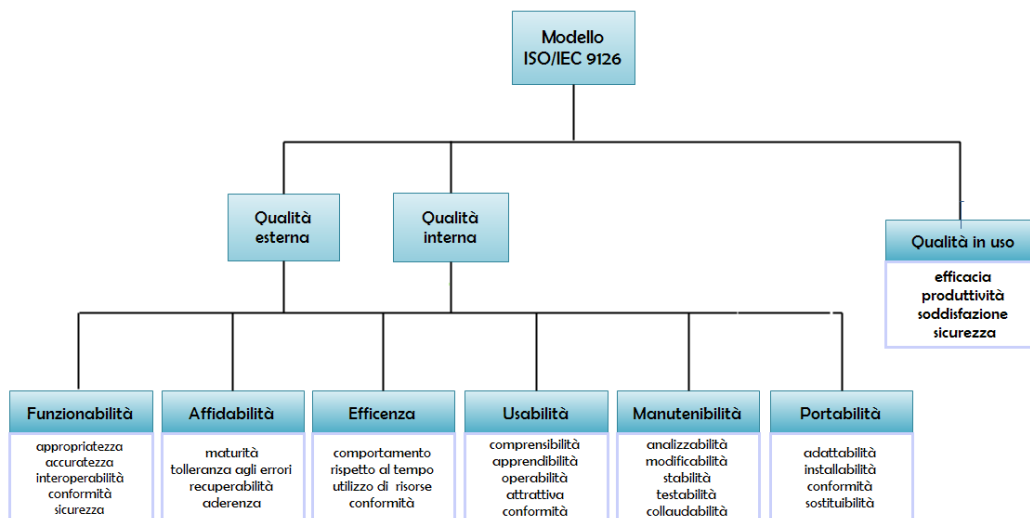 Modello
ISO/IEC 9126
Qualità
esterna
Qualità
interna
Qualità in uso
efficacia
produttività
soddisfazione
sicurezza
Funzionabilità
appropriatezza
accuratezza
interoperabilità
conformità
sicurezza
Affidabilità
maturità
tolleranza agli errori
recuperabilità
aderenza
Efficenza
comportamento
rispetto al tempo
utilizzo di risorse
conformità
Usabilità
comprensibilità
apprendibilità
operabilità
attrattiva
conformità
Manutenibilità
analizzabilità
modificabilità
stabilità
testabilità
collaudabilità
Portabilità
adattabilità
installabilità
conformità
sostituibilità